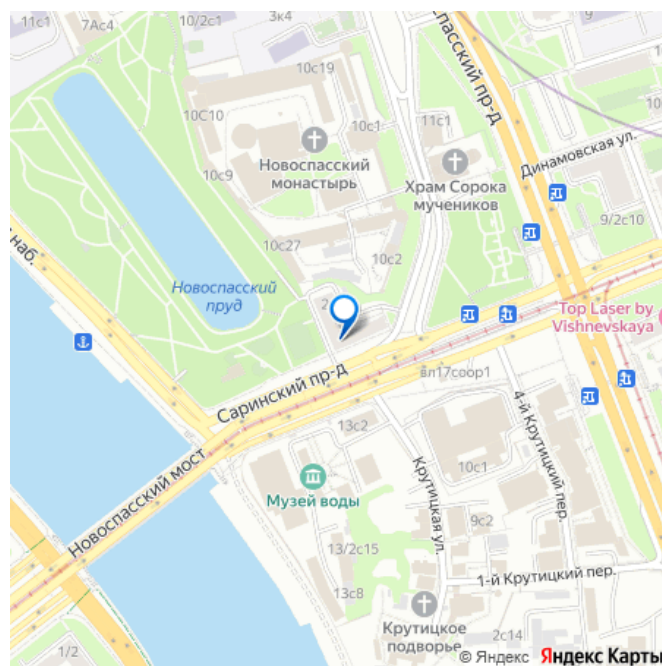 11с1
7Ас4
10/2с1
3к4
спасский пр-д
9
10с19
10С10
10с1
11с1
Новоспасский
монастырь
Храм Сорока
мучеников
Динамовская ул.
10с9
9/2с10
наб.
10с27
10с2
Новоспасский
пруд
Top Laser by
Vishnevskaya
Саринский пр-д
вл17соор1
13с2
4-й Крутицкий пер.
Новоспасский мост
Крутицкая ул.
10с1
Музей воды
9с2
13/2с15
1-й Крутицкий пер.
13с8
Крутицкое
подворье
2с14
1/2
© Яндекс Яндекс Карты